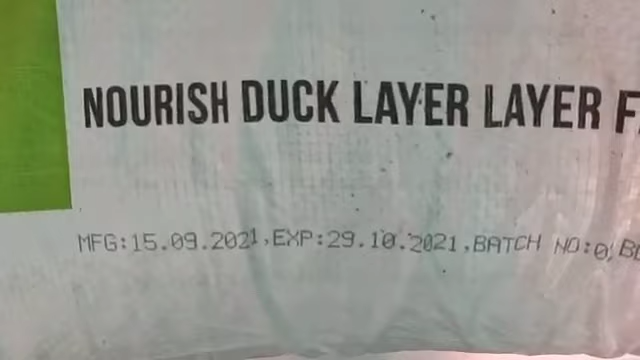 NOURISH DUCK LAYER LAYER
MFG:15.09.2021,EXP:29.10.2021,BATCH NO:0,